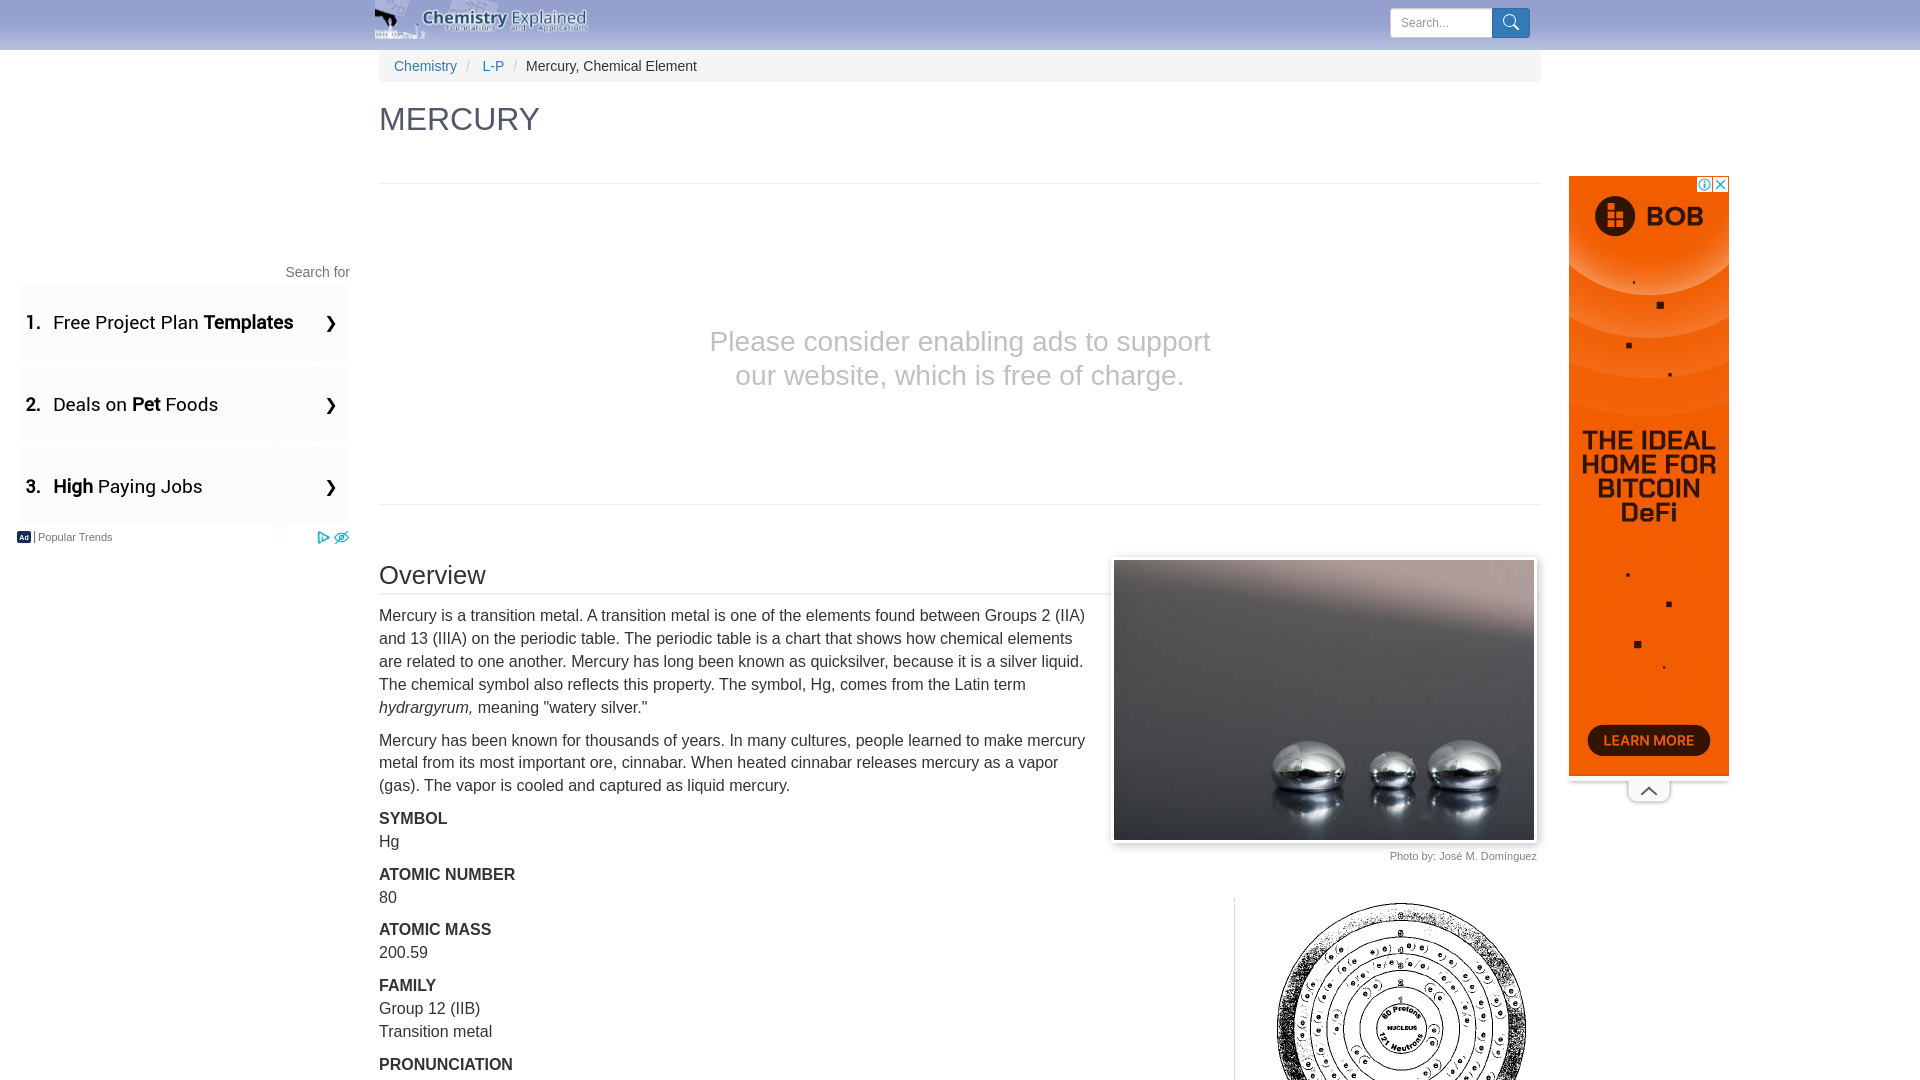 Chemistry Explained
Foundations and Applications
Search...
Chemistry / L-P / Mercury, Chemical Element
MERCURY
Search for
1. Free Project Plan Templates ❯
2. Deals on Pet Foods ❯
3. High Paying Jobs ❯
Ad | Popular Trends
Please consider enabling ads to support
our website, which is free of charge.
BOB
THE IDEAL
HOME FOR
BITCOIN
DeFi
LEARN MORE
Overview
Mercury is a transition metal. A transition metal is one of the elements found between Groups 2 (IIA)
and 13 (IIIA) on the periodic table. The periodic table is a chart that shows how chemical elements
are related to one another. Mercury has long been known as quicksilver, because it is a silver liquid.
The chemical symbol also reflects this property. The symbol, Hg, comes from the Latin term
hydrargyrum, meaning "watery silver."
Mercury has been known for thousands of years. In many cultures, people learned to make mercury
metal from its most important ore, cinnabar. When heated cinnabar releases mercury as a vapor
(gas). The vapor is cooled and captured as liquid mercury.
Photo by: José M. Domínguez
SYMBOL
Hg
ATOMIC NUMBER
80
ATOMIC MASS
200.59
FAMILY
Group 12 (IIB)
Transition metal
PRONUNCIATION
80 Protons
NUCLEUS
121 Neutrons